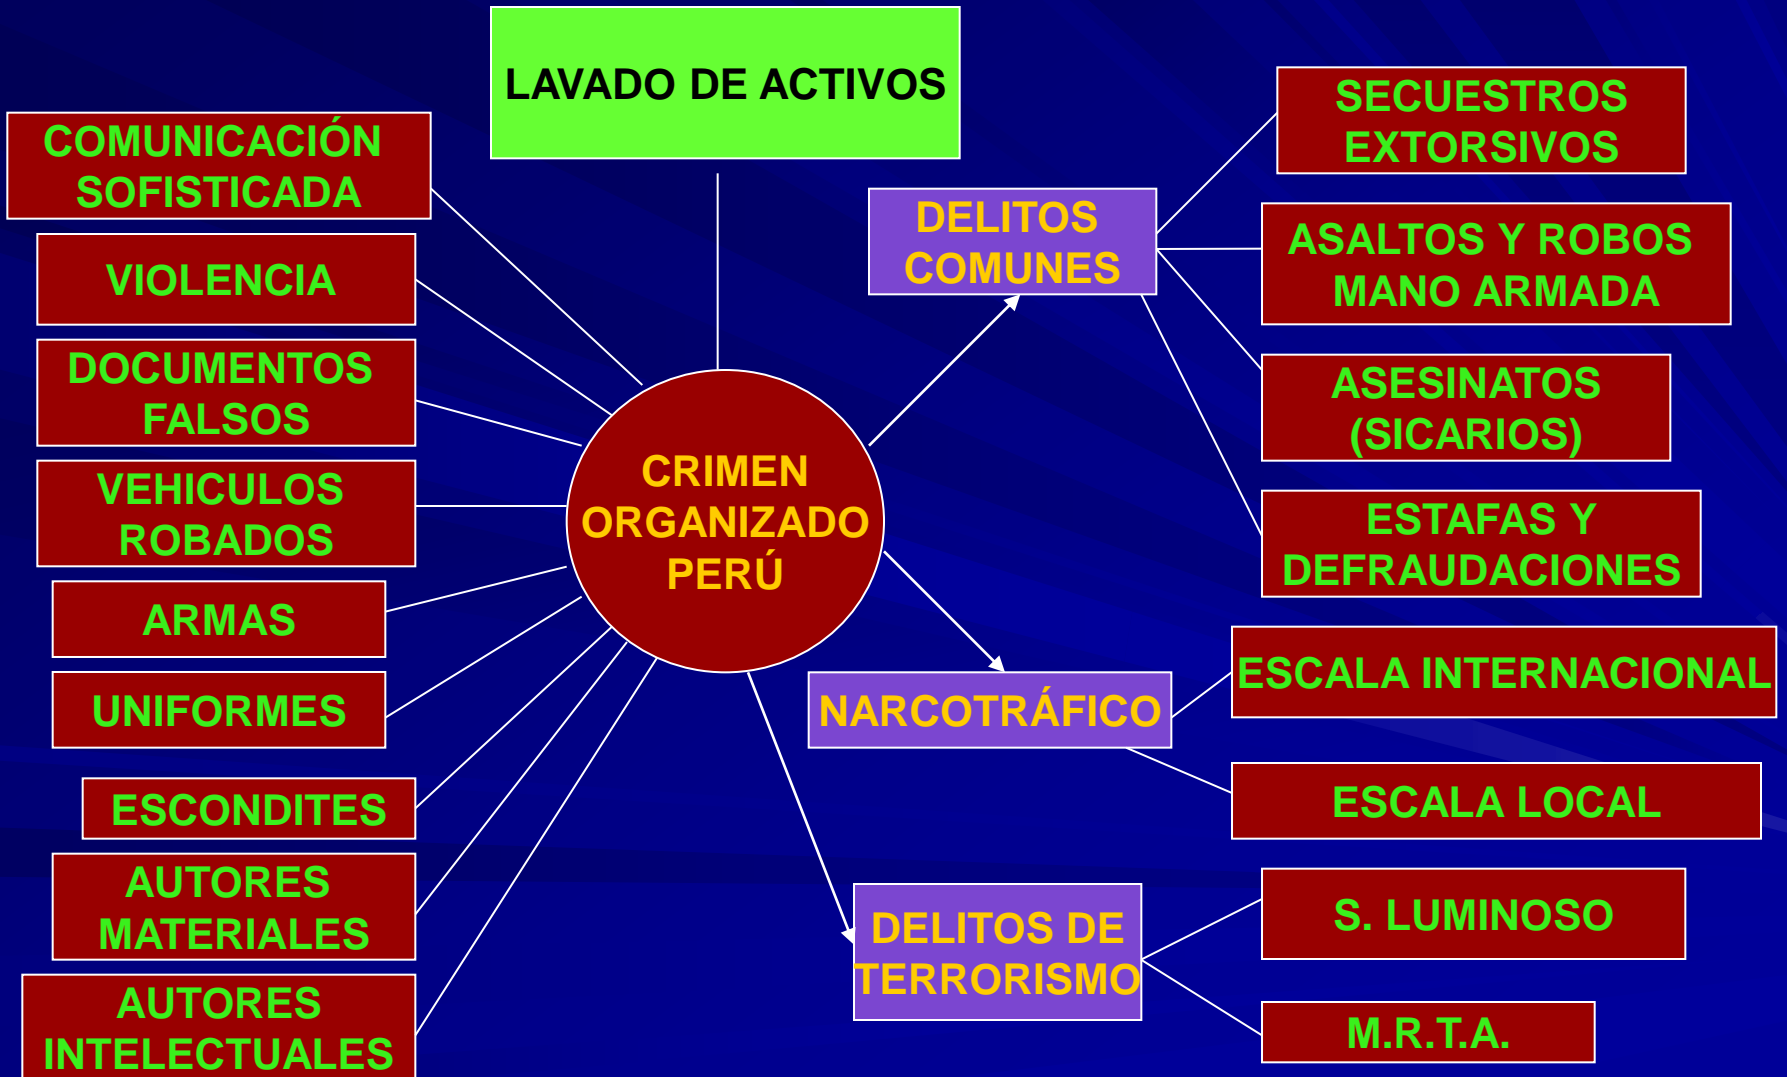 LAVADO DE ACTIVOS
COMUNICACIÓN
SOFISTICADA
VIOLENCIA
DOCUMENTOS
FALSOS
VEHICULOS
ROBADOS
ARMAS
UNIFORMES
ESCONDITES
AUTORES
MATERIALES
AUTORES
INTELECTUALES
CRIMEN
ORGANIZADO
PERÚ
DELITOS
COMUNES
SECUESTROS
EXTORSIVOS
ASALTOS Y ROBOS
MANO ARMADA
ASESINATOS
(SICARIOS)
ESTAFAS Y
DEFRAUDACIONES
NARCOTRÁFICO
ESCALA INTERNACIONAL
ESCALA LOCAL
DELITOS DE
TERRORISMO
S. LUMINOSO
M.R.T.A.